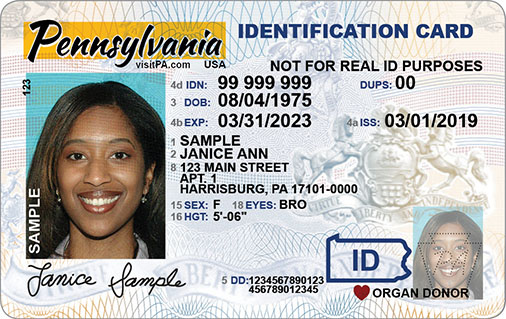 Pennsylvania
visitPA.com USA
IDENTIFICATION CARD
NOT FOR REAL ID PURPOSES
123
4d IDN: 99 999 999 DUPS: 00
3 DOB: 08/04/1975
4b EXP: 03/31/2023 4a ISS: 03/01/2019
1 SAMPLE
2 JANICE ANN
8 123 MAIN STREET
APT. 1
HARRISBURG, PA 17101-0000
15 SEX: F 18 EYES: BRO
16 HGT: 5'-06"
SAMPLE
Janice Sample
5 DD: 1234567890123
456789012345
ID
ORGAN DONOR